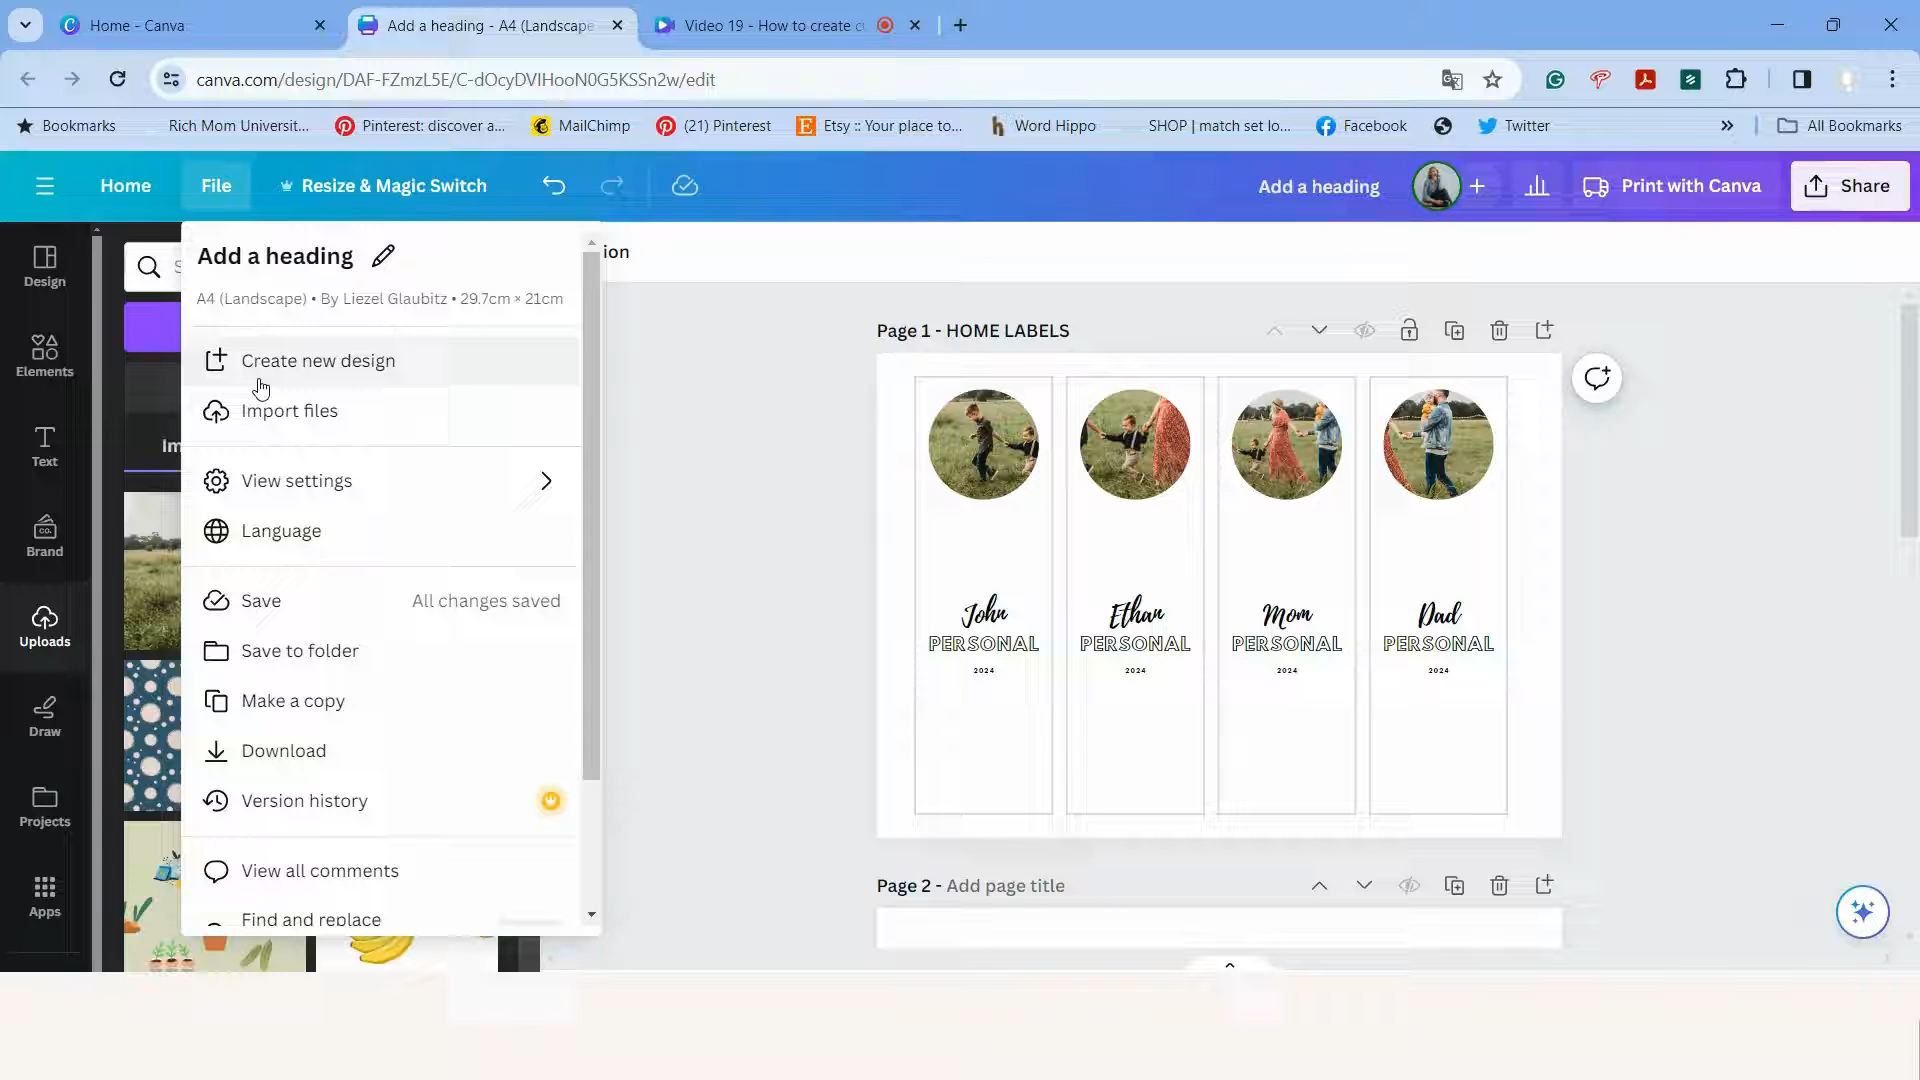 Home - Canva
Add a heading - A4 (Landscape
Video 19 - How to create cu
canva.com/design/DAF-FZmzL5E/C-dOcyDVIHooN0G5KSSn2w/edit
Bookmarks
Rich Mom Universit...
Pinterest: discover a...
MailChimp
(21) Pinterest
Etsy :: Your place to...
Word Hippo
SHOP | match set lo...
Facebook
Twitter
All Bookmarks
Home
File
Resize & Magic Switch
Add a heading
Print with Canva
Share
Design
Elements
Text
CO.
Brand
Uploads
Draw
Projects
Apps
S
Im
Add a heading
A4 (Landscape) • By Liezel Glaubitz • 29.7cm × 21cm
Create new design
Import files
View settings
Language
Save
All changes saved
Save to folder
Make a copy
Download
Version history
View all comments
Find and replace
ion
Page 1 - HOME LABELS
John
PERSONAL
2024
Ethan
PERSONAL
2024
Mom
PERSONAL
2024
Dad
PERSONAL
2024
Page 2 - Add page title